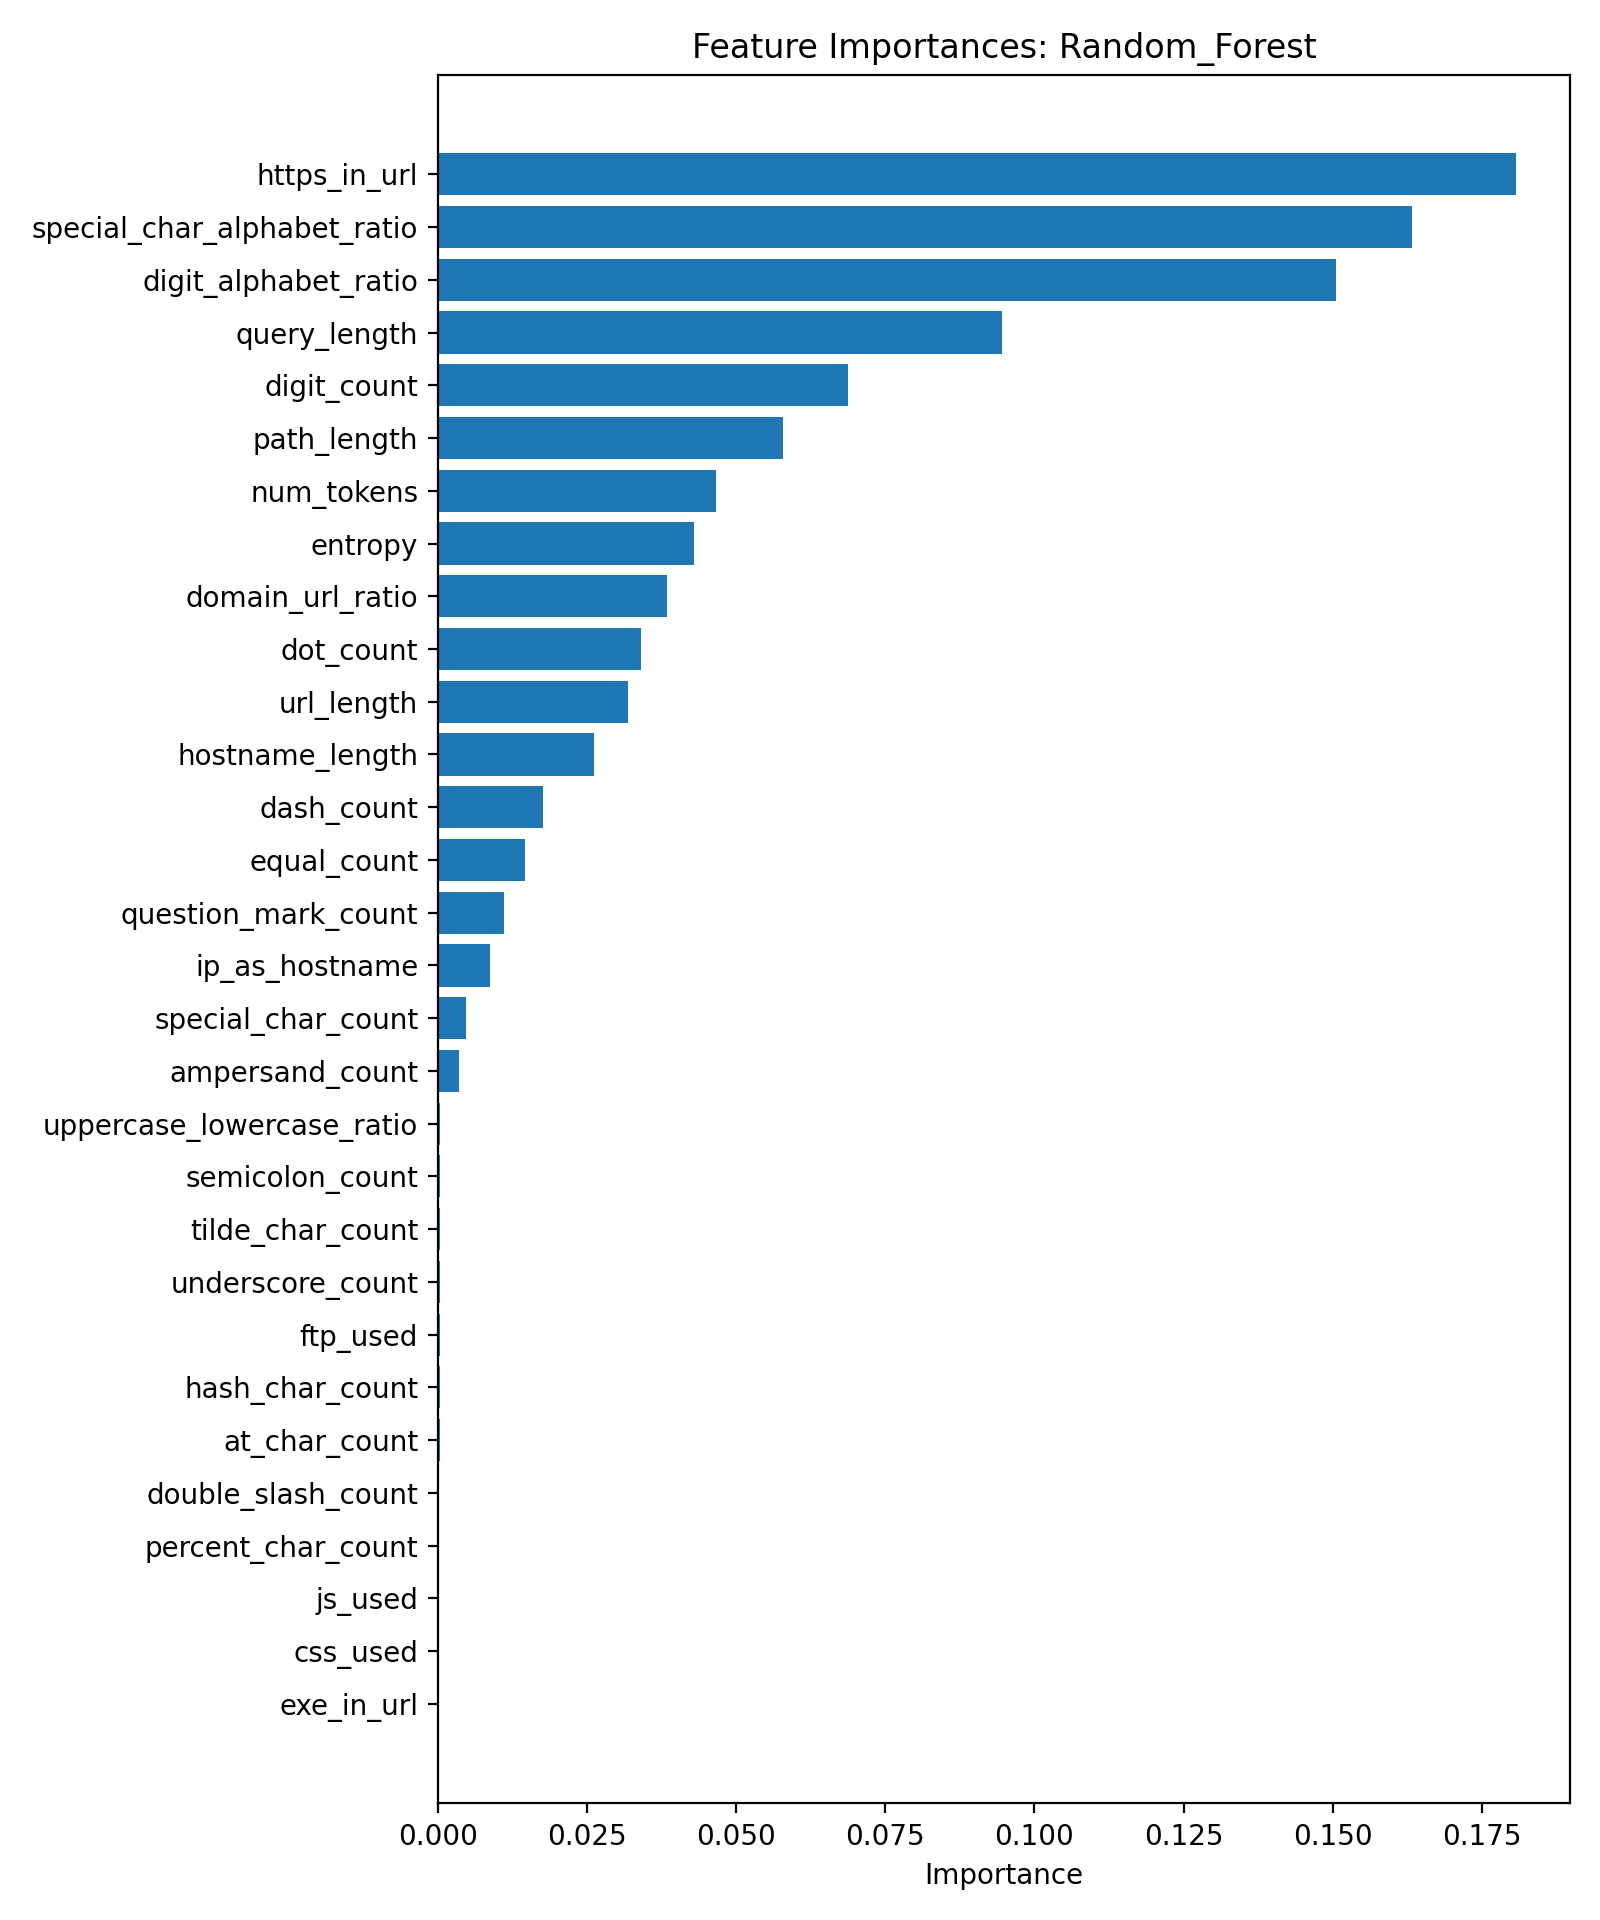 Feature Importances: Random_Forest
https_in_url
special_char_alphabet_ratio
digit_alphabet_ratio
query_length
digit_count
path_length
num_tokens
entropy
domain_url_ratio
dot_count
url_length
hostname_length
dash_count
equal_count
question_mark_count
ip_as_hostname
special_char_count
ampersand_count
uppercase_lowercase_ratio
semicolon_count
tilde_char_count
underscore_count
ftp_used
hash_char_count
at_char_count
double_slash_count
percent_char_count
js_used
css_used
exe_in_url
0.000 0.025 0.050 0.075 0.100 0.125 0.150 0.175
Importance